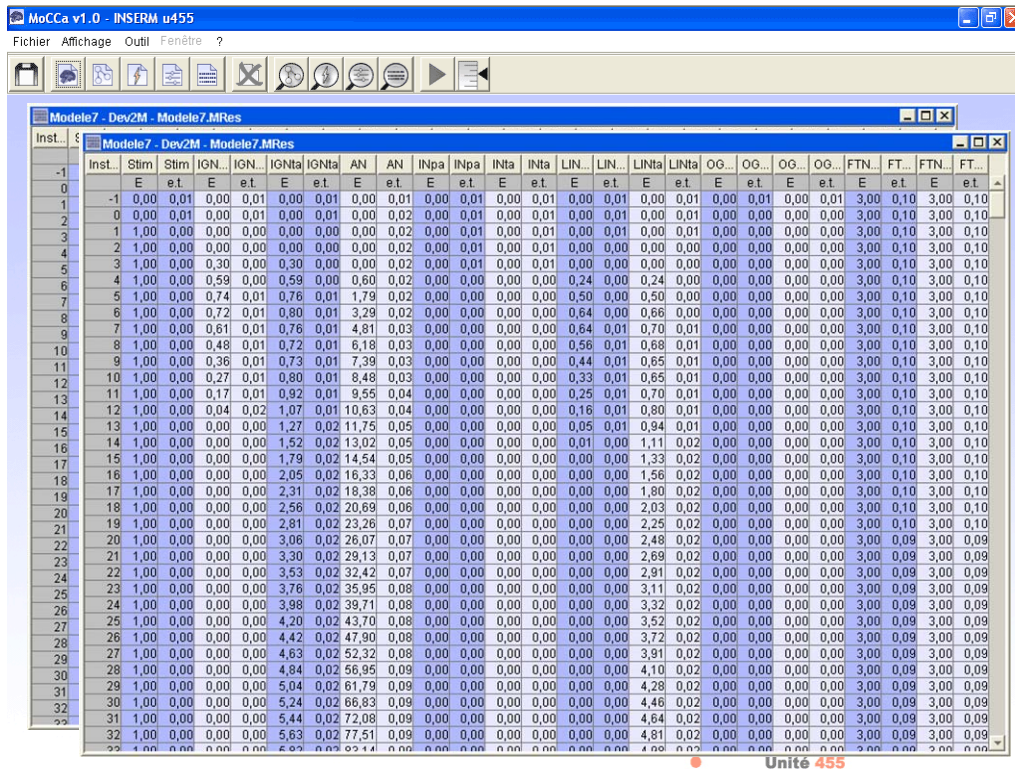 MoCCa v1.0 - INSERM u455
Fichier Affichage Outil Fenêtre ?
Modele7 - Dev2M - Modele7.MRes
Inst...
-1
0
1
2
3
4
5
6
7
8
9
10
11
12
13
14
15
16
17
18
19
20
21
22
23
24
25
26
27
28
29
30
31
32
Modele7 - Dev2M - Modele7.MRes
Inst... Stim Stim IGN... IGN... IGNta IGNta AN AN INpa INpa INta INta LIN... LIN... LINta LINta OG... OG... OG... OG... FTN... FT... FTN... FT...
E e.t. E e.t. E e.t. E e.t. E e.t. E e.t. E e.t. E e.t. E e.t. E e.t. E e.t. E e.t.
-1 0,00 0,01 0,00 0,01 0,00 0,01 0,00 0,01 0,00 0,01 0,00 0,01 0,00 0,01 0,00 0,01 0,00 0,01 0,00 0,01 3,00 0,10 3,00 0,10
0 0,00 0,01 0,00 0,01 0,00 0,01 0,00 0,02 0,00 0,01 0,00 0,01 0,00 0,01 0,00 0,01 0,00 0,00 0,00 0,00 3,00 0,10 3,00 0,10
1 1,00 0,00 0,00 0,00 0,00 0,00 0,00 0,02 0,00 0,01 0,00 0,01 0,00 0,01 0,00 0,01 0,00 0,00 0,00 0,00 3,00 0,10 3,00 0,10
2 1,00 0,00 0,00 0,00 0,00 0,00 0,00 0,02 0,00 0,01 0,00 0,01 0,00 0,00 0,00 0,01 0,00 0,00 0,00 0,00 3,00 0,10 3,00 0,10
3 1,00 0,00 0,30 0,00 0,30 0,00 0,00 0,02 0,00 0,01 0,00 0,01 0,00 0,00 0,00 0,00 0,00 0,00 0,00 0,00 3,00 0,10 3,00 0,10
4 1,00 0,00 0,59 0,00 0,59 0,00 0,60 0,02 0,00 0,00 0,00 0,00 0,24 0,00 0,24 0,00 0,00 0,00 0,00 0,00 3,00 0,10 3,00 0,10
5 1,00 0,00 0,74 0,01 0,76 0,01 1,79 0,02 0,00 0,00 0,00 0,00 0,50 0,00 0,50 0,00 0,00 0,00 0,00 0,00 3,00 0,10 3,00 0,10
6 1,00 0,00 0,72 0,01 0,80 0,01 3,29 0,02 0,00 0,00 0,00 0,00 0,64 0,00 0,66 0,00 0,00 0,00 0,00 0,00 3,00 0,10 3,00 0,10
7 1,00 0,00 0,61 0,01 0,76 0,01 4,81 0,03 0,00 0,00 0,00 0,00 0,64 0,01 0,70 0,01 0,00 0,00 0,00 0,00 3,00 0,10 3,00 0,10
8 1,00 0,00 0,48 0,01 0,72 0,01 6,18 0,03 0,00 0,00 0,00 0,00 0,56 0,01 0,68 0,01 0,00 0,00 0,00 0,00 3,00 0,10 3,00 0,10
9 1,00 0,00 0,36 0,01 0,73 0,01 7,39 0,03 0,00 0,00 0,00 0,00 0,44 0,01 0,65 0,01 0,00 0,00 0,00 0,00 3,00 0,10 3,00 0,10
10 1,00 0,00 0,27 0,01 0,80 0,01 8,48 0,03 0,00 0,00 0,00 0,00 0,33 0,01 0,65 0,01 0,00 0,00 0,00 0,00 3,00 0,10 3,00 0,10
11 1,00 0,00 0,17 0,01 0,92 0,01 9,55 0,04 0,00 0,00 0,00 0,00 0,25 0,01 0,70 0,01 0,00 0,00 0,00 0,00 3,00 0,10 3,00 0,10
12 1,00 0,00 0,04 0,02 1,07 0,01 10,63 0,04 0,00 0,00 0,00 0,00 0,16 0,01 0,80 0,01 0,00 0,00 0,00 0,00 3,00 0,10 3,00 0,10
13 1,00 0,00 0,00 0,00 1,27 0,02 11,75 0,05 0,00 0,00 0,00 0,00 0,05 0,01 0,94 0,01 0,00 0,00 0,00 0,00 3,00 0,10 3,00 0,10
14 1,00 0,00 0,00 0,00 1,52 0,02 13,02 0,05 0,00 0,00 0,00 0,00 0,01 0,00 1,11 0,02 0,00 0,00 0,00 0,00 3,00 0,10 3,00 0,10
15 1,00 0,00 0,00 0,00 1,79 0,02 14,54 0,05 0,00 0,00 0,00 0,00 0,00 0,00 1,33 0,02 0,00 0,00 0,00 0,00 3,00 0,10 3,00 0,10
16 1,00 0,00 0,00 0,00 2,05 0,02 16,33 0,06 0,00 0,00 0,00 0,00 0,00 0,00 1,56 0,02 0,00 0,00 0,00 0,00 3,00 0,10 3,00 0,10
17 1,00 0,00 0,00 0,00 2,31 0,02 18,38 0,06 0,00 0,00 0,00 0,00 0,00 0,00 1,80 0,02 0,00 0,00 0,00 0,00 3,00 0,10 3,00 0,10
18 1,00 0,00 0,00 0,00 2,56 0,02 20,69 0,06 0,00 0,00 0,00 0,00 0,00 0,00 2,03 0,02 0,00 0,00 0,00 0,00 3,00 0,10 3,00 0,10
19 1,00 0,00 0,00 0,00 2,81 0,02 23,26 0,07 0,00 0,00 0,00 0,00 0,00 0,00 2,25 0,02 0,00 0,00 0,00 0,00 3,00 0,10 3,00 0,10
20 1,00 0,00 0,00 0,00 3,06 0,02 26,07 0,07 0,00 0,00 0,00 0,00 0,00 0,00 2,48 0,02 0,00 0,00 0,00 0,00 3,00 0,09 3,00 0,09
21 1,00 0,00 0,00 0,00 3,30 0,02 29,13 0,07 0,00 0,00 0,00 0,00 0,00 0,00 2,69 0,02 0,00 0,00 0,00 0,00 3,00 0,09 3,00 0,09
22 1,00 0,00 0,00 0,00 3,53 0,02 32,42 0,07 0,00 0,00 0,00 0,00 0,00 0,00 2,91 0,02 0,00 0,00 0,00 0,00 3,00 0,09 3,00 0,09
23 1,00 0,00 0,00 0,00 3,76 0,02 35,95 0,08 0,00 0,00 0,00 0,00 0,00 0,00 3,11 0,02 0,00 0,00 0,00 0,00 3,00 0,09 3,00 0,09
24 1,00 0,00 0,00 0,00 3,98 0,02 39,71 0,08 0,00 0,00 0,00 0,00 0,00 0,00 3,32 0,02 0,00 0,00 0,00 0,00 3,00 0,09 3,00 0,09
25 1,00 0,00 0,00 0,00 4,20 0,02 43,70 0,08 0,00 0,00 0,00 0,00 0,00 0,00 3,52 0,02 0,00 0,00 0,00 0,00 3,00 0,09 3,00 0,09
26 1,00 0,00 0,00 0,00 4,42 0,02 47,90 0,08 0,00 0,00 0,00 0,00 0,00 0,00 3,72 0,02 0,00 0,00 0,00 0,00 3,00 0,09 3,00 0,09
27 1,00 0,00 0,00 0,00 4,63 0,02 52,32 0,08 0,00 0,00 0,00 0,00 0,00 0,00 3,91 0,02 0,00 0,00 0,00 0,00 3,00 0,09 3,00 0,09
28 1,00 0,00 0,00 0,00 4,84 0,02 56,95 0,09 0,00 0,00 0,00 0,00 0,00 0,00 4,10 0,02 0,00 0,00 0,00 0,00 3,00 0,09 3,00 0,09
29 1,00 0,00 0,00 0,00 5,04 0,02 61,79 0,09 0,00 0,00 0,00 0,00 0,00 0,00 4,28 0,02 0,00 0,00 0,00 0,00 3,00 0,09 3,00 0,09
30 1,00 0,00 0,00 0,00 5,24 0,02 66,83 0,09 0,00 0,00 0,00 0,00 0,00 0,00 4,46 0,02 0,00 0,00 0,00 0,00 3,00 0,09 3,00 0,09
31 1,00 0,00 0,00 0,00 5,44 0,02 72,08 0,09 0,00 0,00 0,00 0,00 0,00 0,00 4,64 0,02 0,00 0,00 0,00 0,00 3,00 0,09 3,00 0,09
32 1,00 0,00 0,00 0,00 5,63 0,02 77,51 0,09 0,00 0,00 0,00 0,00 0,00 0,00 4,81 0,02 0,00 0,00 0,00 0,00 3,00 0,09 3,00 0,09
Unité 455